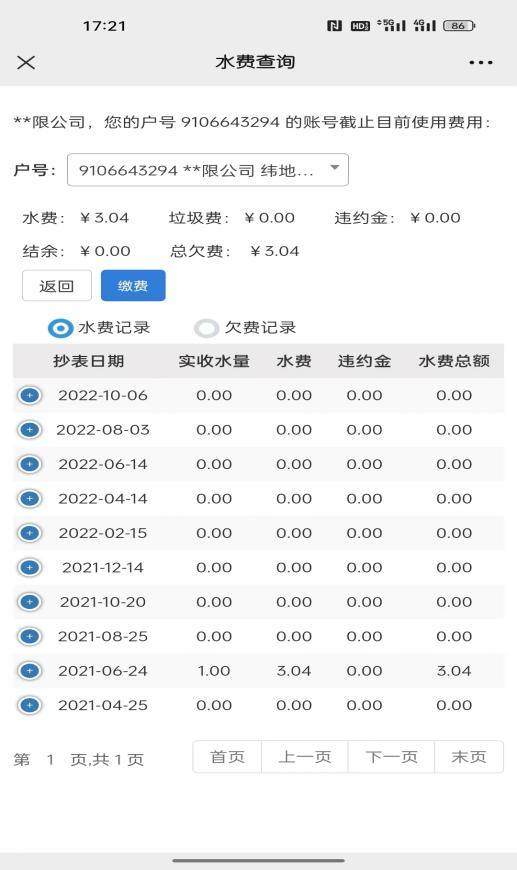 17:21 HD2 5G 4G 86
水费查询
**限公司，您的户号 9106643294 的账号截止目前使用费用：
户号： 9106643294 **限公司 纬地...
水费： ￥3.04 垃圾费： ￥0.00 违约金： ￥0.00
结余： ￥0.00 总欠费： ￥3.04
返回 缴费
水费记录 欠费记录
抄表日期 实收水量 水费 违约金 水费总额
2022-10-06 0.00 0.00 0.00 0.00
2022-08-03 0.00 0.00 0.00 0.00
2022-06-14 0.00 0.00 0.00 0.00
2022-04-14 0.00 0.00 0.00 0.00
2022-02-15 0.00 0.00 0.00 0.00
2021-12-14 0.00 0.00 0.00 0.00
2021-10-20 0.00 0.00 0.00 0.00
2021-08-25 0.00 0.00 0.00 0.00
2021-06-24 1.00 3.04 0.00 3.04
2021-04-25 0.00 0.00 0.00 0.00
第 1 页,共1页 首页 上一页 下一页 末页